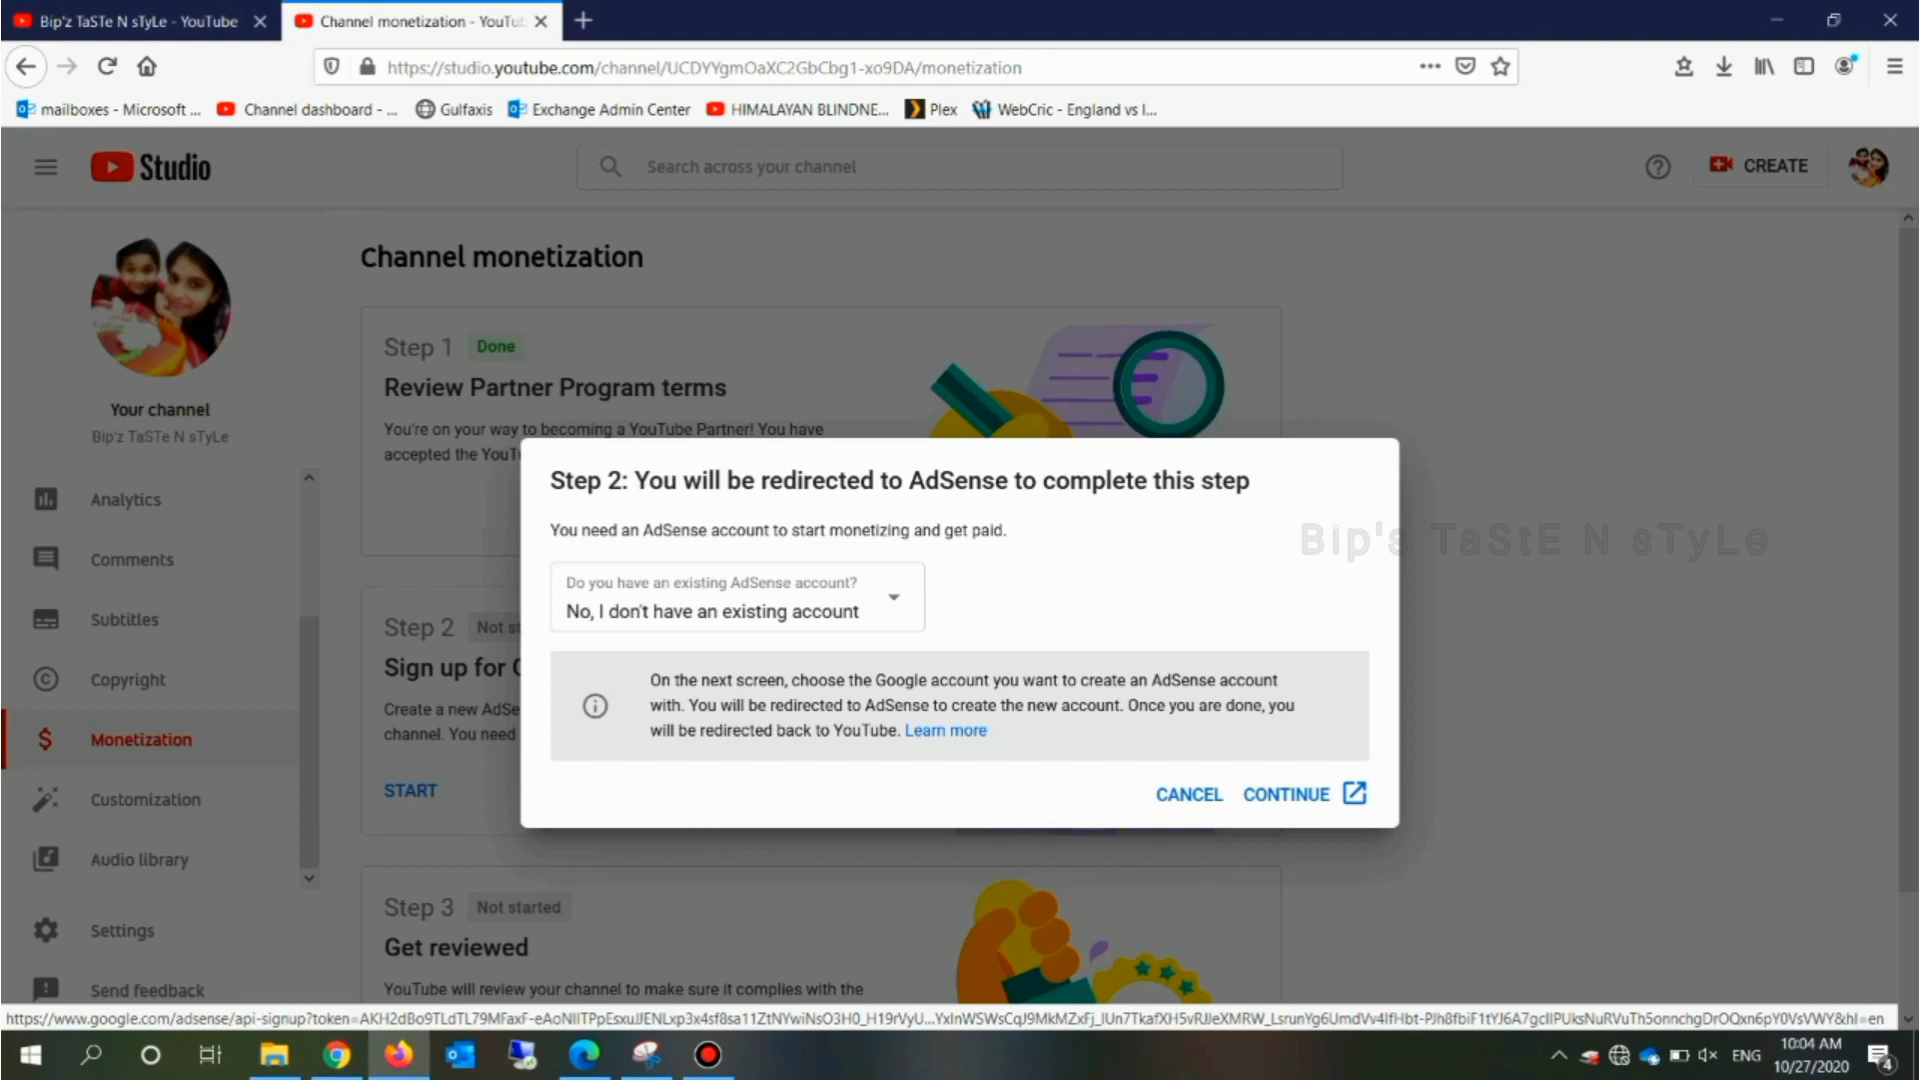 Bip'z TaSTe N sTyLe - YouTube
Channel monetization - YouTu
https://studio.youtube.com/channel/UCDYYgmOaXC2GbCbg1-xo9DA/monetization
mailboxes - Microsoft ...
Channel dashboard - ...
Gulfaxis
Exchange Admin Center
HIMALAYAN BLINDNE...
Plex
WebCric - England vs I...
Studio
Search across your channel
CREATE
Channel monetization
Step 1 Done
Review Partner Program terms
You're on your way to becoming a YouTube Partner! You have
accepted the YouT
Your channel
Bip'z TaSTe N sTyLe
Analytics
Comments
Subtitles
Copyright
Monetization
Customization
Audio library
Settings
Send feedback
Step 2: You will be redirected to AdSense to complete this step
You need an AdSense account to start monetizing and get paid.
Do you have an existing AdSense account?
No, I don't have an existing account
On the next screen, choose the Google account you want to create an AdSense account
with. You will be redirected to AdSense to create the new account. Once you are done, you
will be redirected back to YouTube. Learn more
CANCEL CONTINUE
Bip's TaStE N sTyLe
Step 2 Not st
Sign up for G
Create a new AdSe
channel. You need
START
Step 3 Not started
Get reviewed
YouTube will review your channel to make sure it complies with the
ENG
10:04 AM
10/27/2020
4